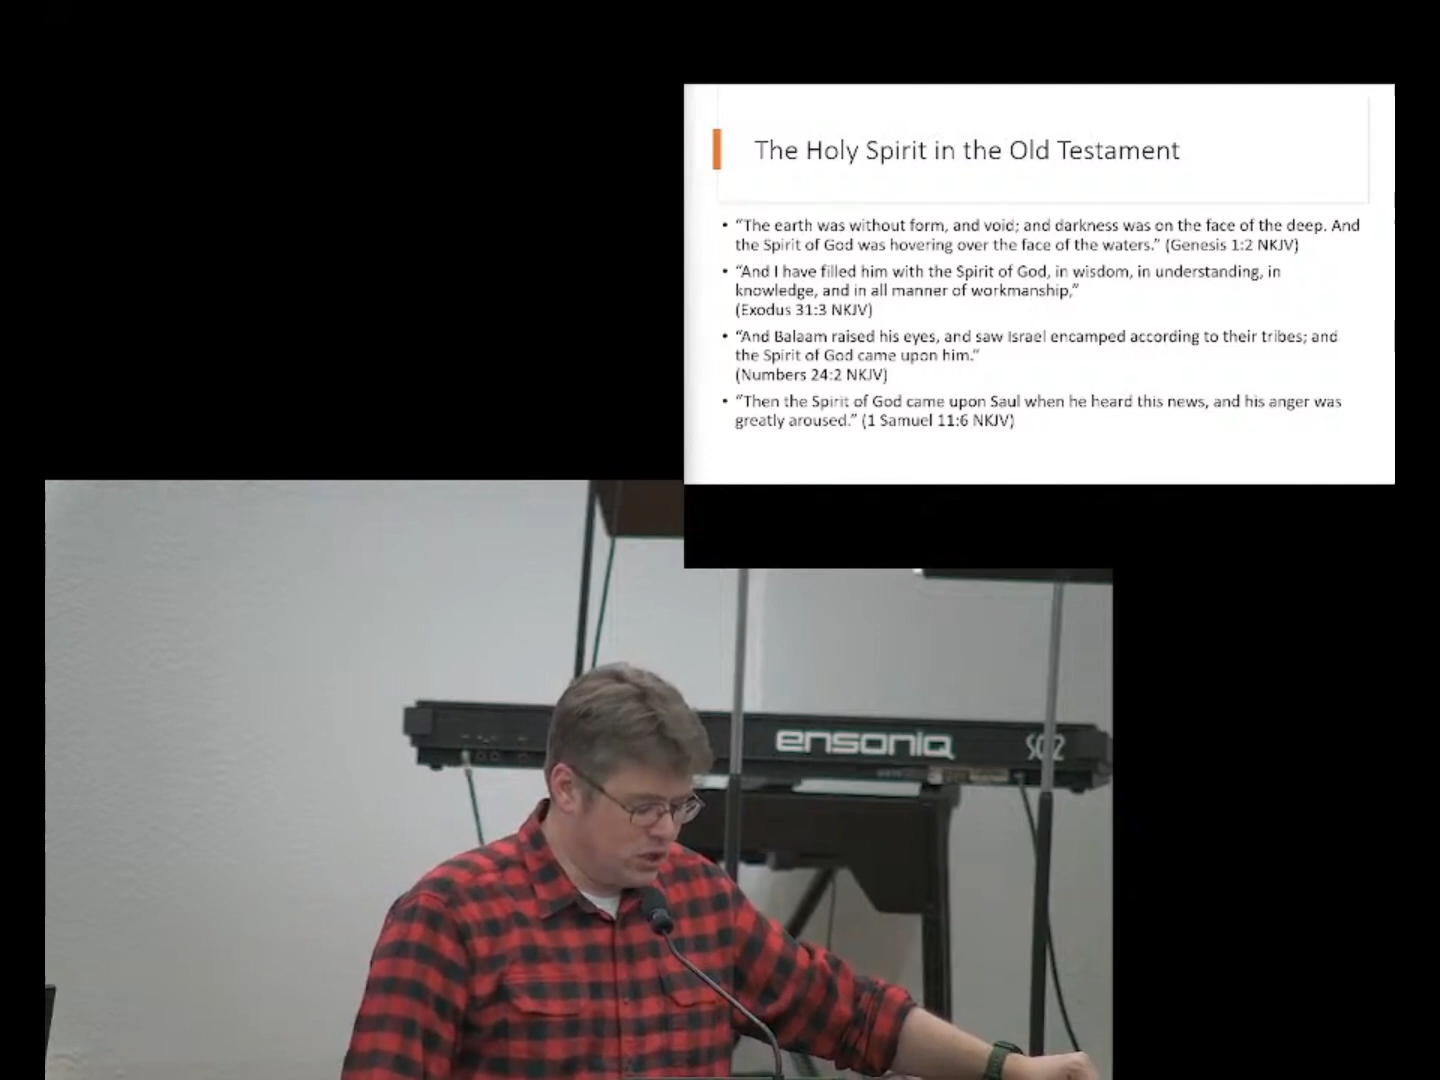 The Holy Spirit in the Old Testament
• “The earth was without form, and void; and darkness was on the face of the deep. And
the Spirit of God was hovering over the face of the waters.” (Genesis 1:2 NKJV)
• “And I have filled him with the Spirit of God, in wisdom, in understanding, in
knowledge, and in all manner of workmanship,”
(Exodus 31:3 NKJV)
• “And Balaam raised his eyes, and saw Israel encamped according to their tribes; and
the Spirit of God came upon him.”
(Numbers 24:2 NKJV)
• “Then the Spirit of God came upon Saul when he heard this news, and his anger was
greatly aroused.” (1 Samuel 11:6 NKJV)
ensoniq